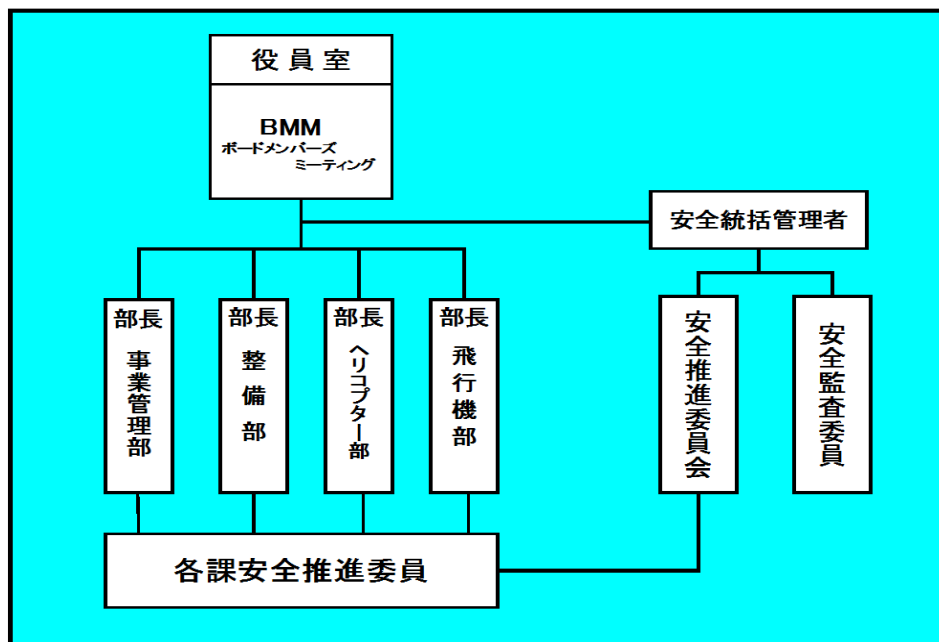 役員室
BMM
ボードメンバーズ
ミーティング
安全統括管理者
部長
事業管理部
部長
整備部
部長
ヘリコプター部
部長
飛行機部
安全推進委員会
安全監査委員
各課安全推進委員